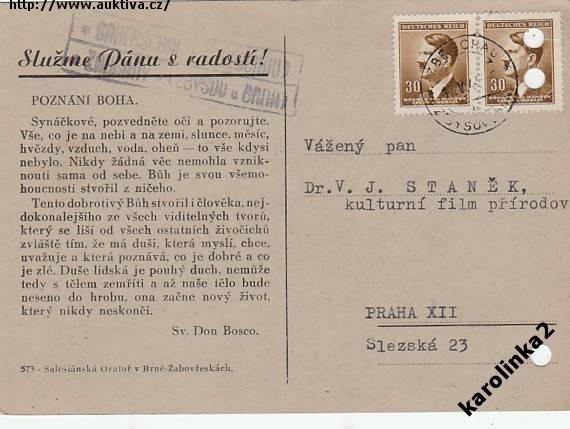 http://www.auktiva.cz/
Služme Pánu s radostí!
POZNÁNÍ BOHA.
Synáčkové, pozvedněte oči a pozorujte.
Vše, co je na nebi a na zemi, slunce, měsíc,
hvězdy, vzduch, voda, oheň — to vše kdysi
nebylo. Nikdy žádná věc nemohla vznik-
nouti sama od sebe. Bůh je svou všemo-
houcností stvořil z ničeho.
Tento dobrotivý Bůh stvořil i člověka, nej-
dokonalejšího ze všech viditelných tvorů,
který se liší od všech ostatních živočichů
zvláště tím, že má duši, která myslí, chce,
uvažuje a která poznává, co je dobré a co
je zlé. Duše lidská je pouhý duch, nemůže
tedy s tělem zemříti a až naše tělo bude
neseno do hrobu, ona začne nový život,
který nikdy neskončí.
Sv. Don Bosco.
573 - Salesiánská Oratoř v Brně-Žabovřeskách.
DEUTSCHES REICH
30
DEUTSCHES REICH
30
Vážený pan
Dr. V. J. STANĚK,
kulturní film přírodov
PRAHA XII
Slezská 23
karolinka2